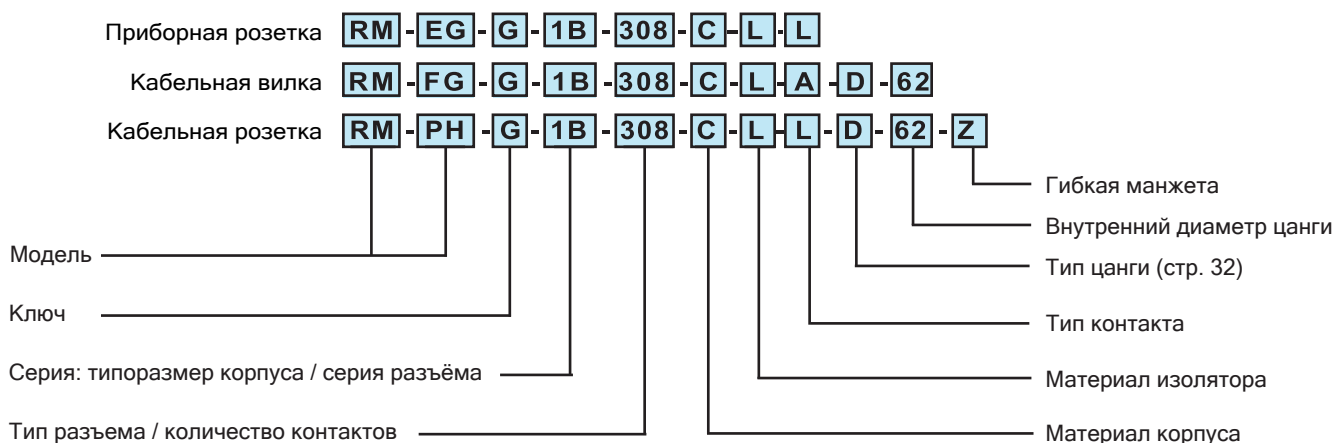 Приборная розетка RM-EG-G-1B-308-C-L-L
Кабельная вилка RM-FG-G-1B-308-C-L-A-D-62
Кабельная розетка RM-PH-G-1B-308-C-L-L-D-62-Z
Гибкая манжета
Внутренний диаметр цанги
Модель
Тип цанги (стр. 32)
Ключ
Тип контакта
Серия: типоразмер корпуса / серия разъёма
Материал изолятора
Тип разъема / количество контактов
Материал корпуса